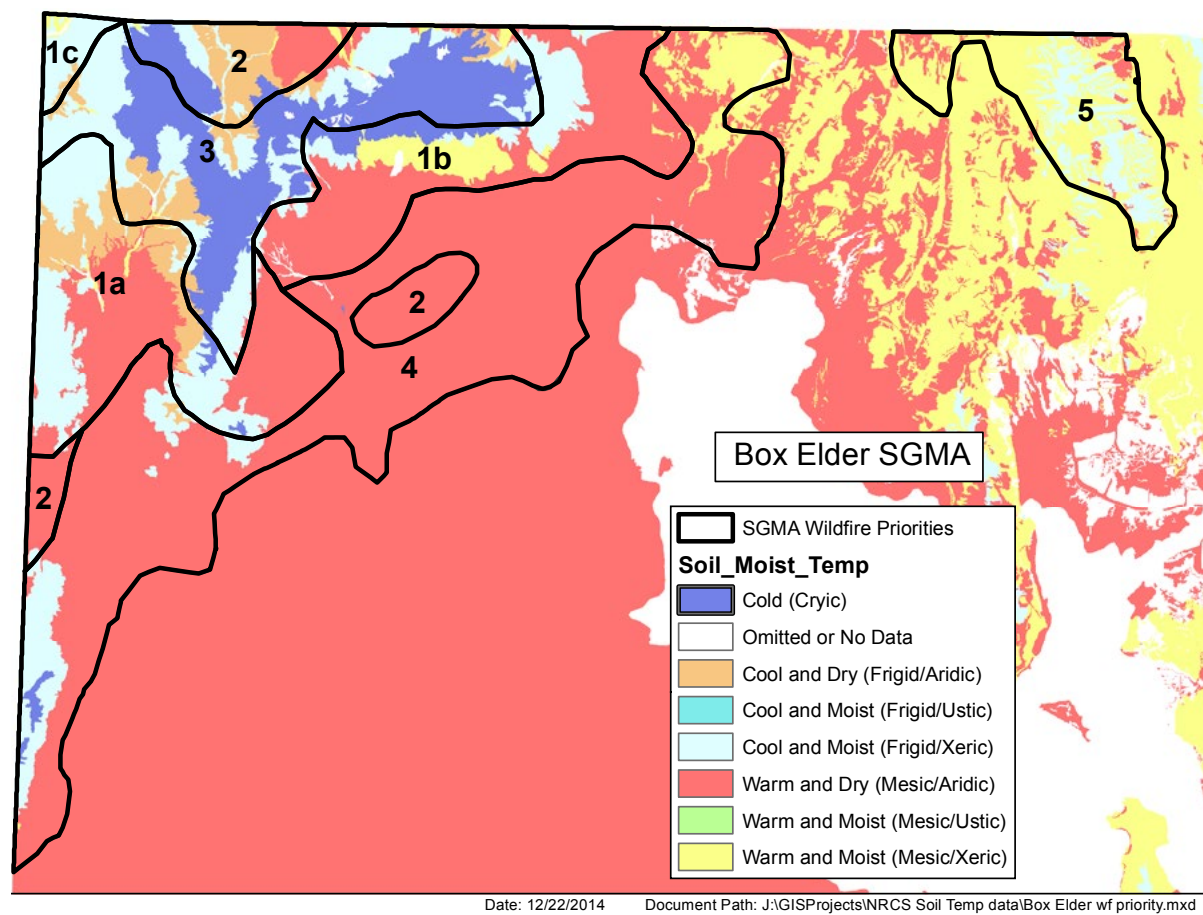 1c
2
5
3
1b
1a
2
4
2
Box Elder SGMA
SGMA Wildfire Priorities
Soil_Moist_Temp
Cold (Cryic)
Omitted or No Data
Cool and Dry (Frigid/Aridic)
Cool and Moist (Frigid/Ustic)
Cool and Moist (Frigid/Xeric)
Warm and Dry (Mesic/Aridic)
Warm and Moist (Mesic/Ustic)
Warm and Moist (Mesic/Xeric)
Date: 12/22/2014 Document Path: J:\GISProjects\NRCS Soil Temp data\Box Elder wf priority.mxd